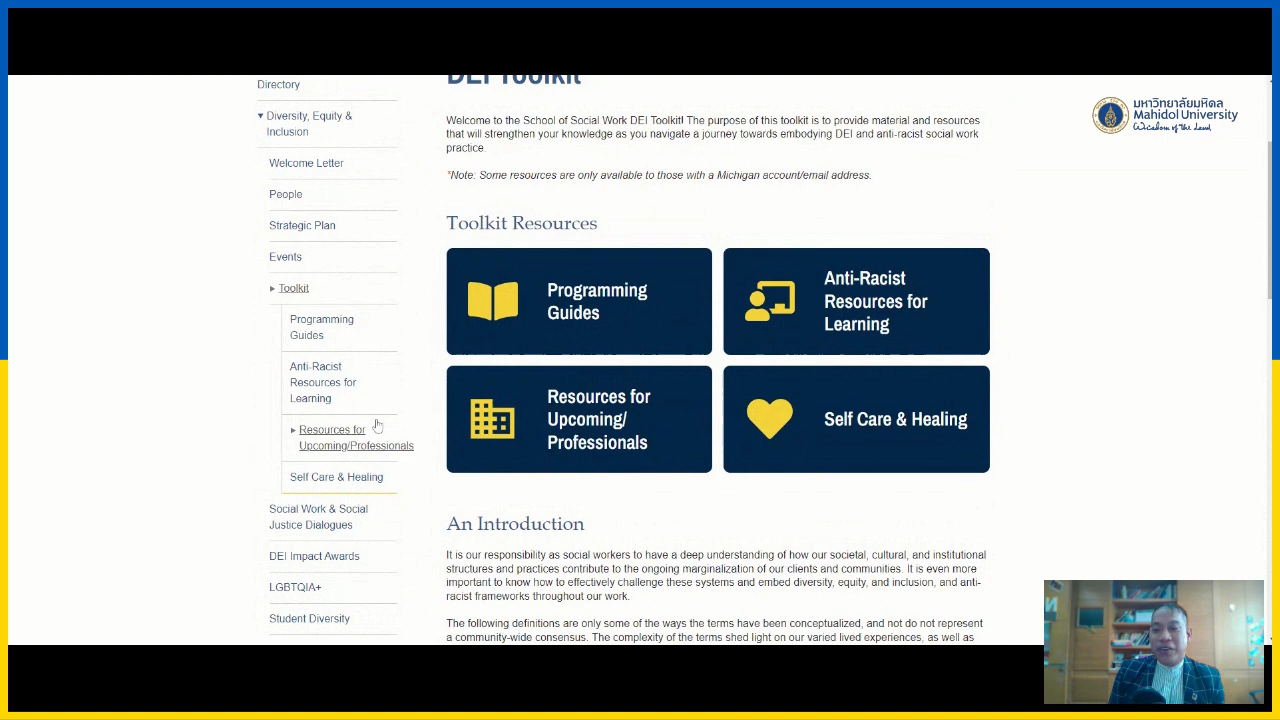 Directory
Diversity, Equity &
Inclusion
Welcome Letter
People
Strategic Plan
Events
Toolkit
Programming
Guides
Anti-Racist
Resources for
Learning
Resources for
Upcoming/Professionals
Self Care & Healing
Social Work & Social
Justice Dialogues
DEI Impact Awards
LGBTQIA+
Student Diversity
DEI Toolkit
Welcome to the School of Social Work DEI Toolkit! The purpose of this toolkit is to provide material and resources
that will strengthen your knowledge as you navigate a journey towards embodying DEI and anti-racist social work
practice.
*Note: Some resources are only available to those with a Michigan account/email address.
Toolkit Resources
Programming
Guides
Anti-Racist
Resources for
Learning
Resources for
Upcoming/
Professionals
Self Care & Healing
An Introduction
It is our responsibility as social workers to have a deep understanding of how our societal, cultural, and institutional
structures and practices contribute to the ongoing marginalization of our clients and communities. It is even more
important to know how to effectively challenge these systems and embed diversity, equity, and inclusion, and anti-
racist frameworks throughout our work.
The following definitions are only some of the ways the terms have been conceptualized, and not do not represent
a community-wide consensus. The complexity of the terms shed light on our varied lived experiences, as well as
มหาวิทยาลัยมหิดล
Mahidol University
Wisdom of the Land